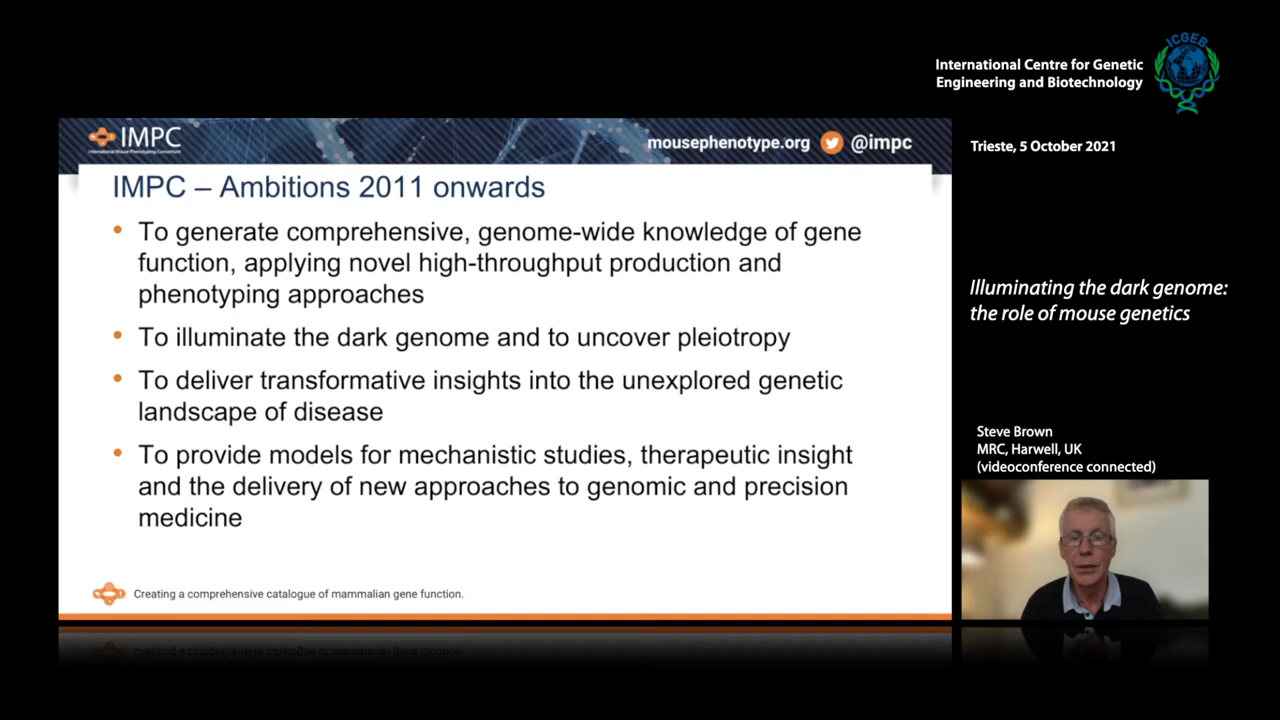 ICGEB
International Centre for Genetic
Engineering and Biotechnology
IMPC
International Mouse Phenotyping Consortium
mousephenotype.org @impc
Trieste, 5 October 2021
IMPC – Ambitions 2011 onwards
• To generate comprehensive, genome-wide knowledge of gene
function, applying novel high-throughput production and
phenotyping approaches
• To illuminate the dark genome and to uncover pleiotropy
• To deliver transformative insights into the unexplored genetic
landscape of disease
• To provide models for mechanistic studies, therapeutic insight
and the delivery of new approaches to genomic and precision
medicine
Creating a comprehensive catalogue of mammalian gene function.
Illuminating the dark genome:
the role of mouse genetics
Steve Brown
MRC, Harwell, UK
(videoconference connected)